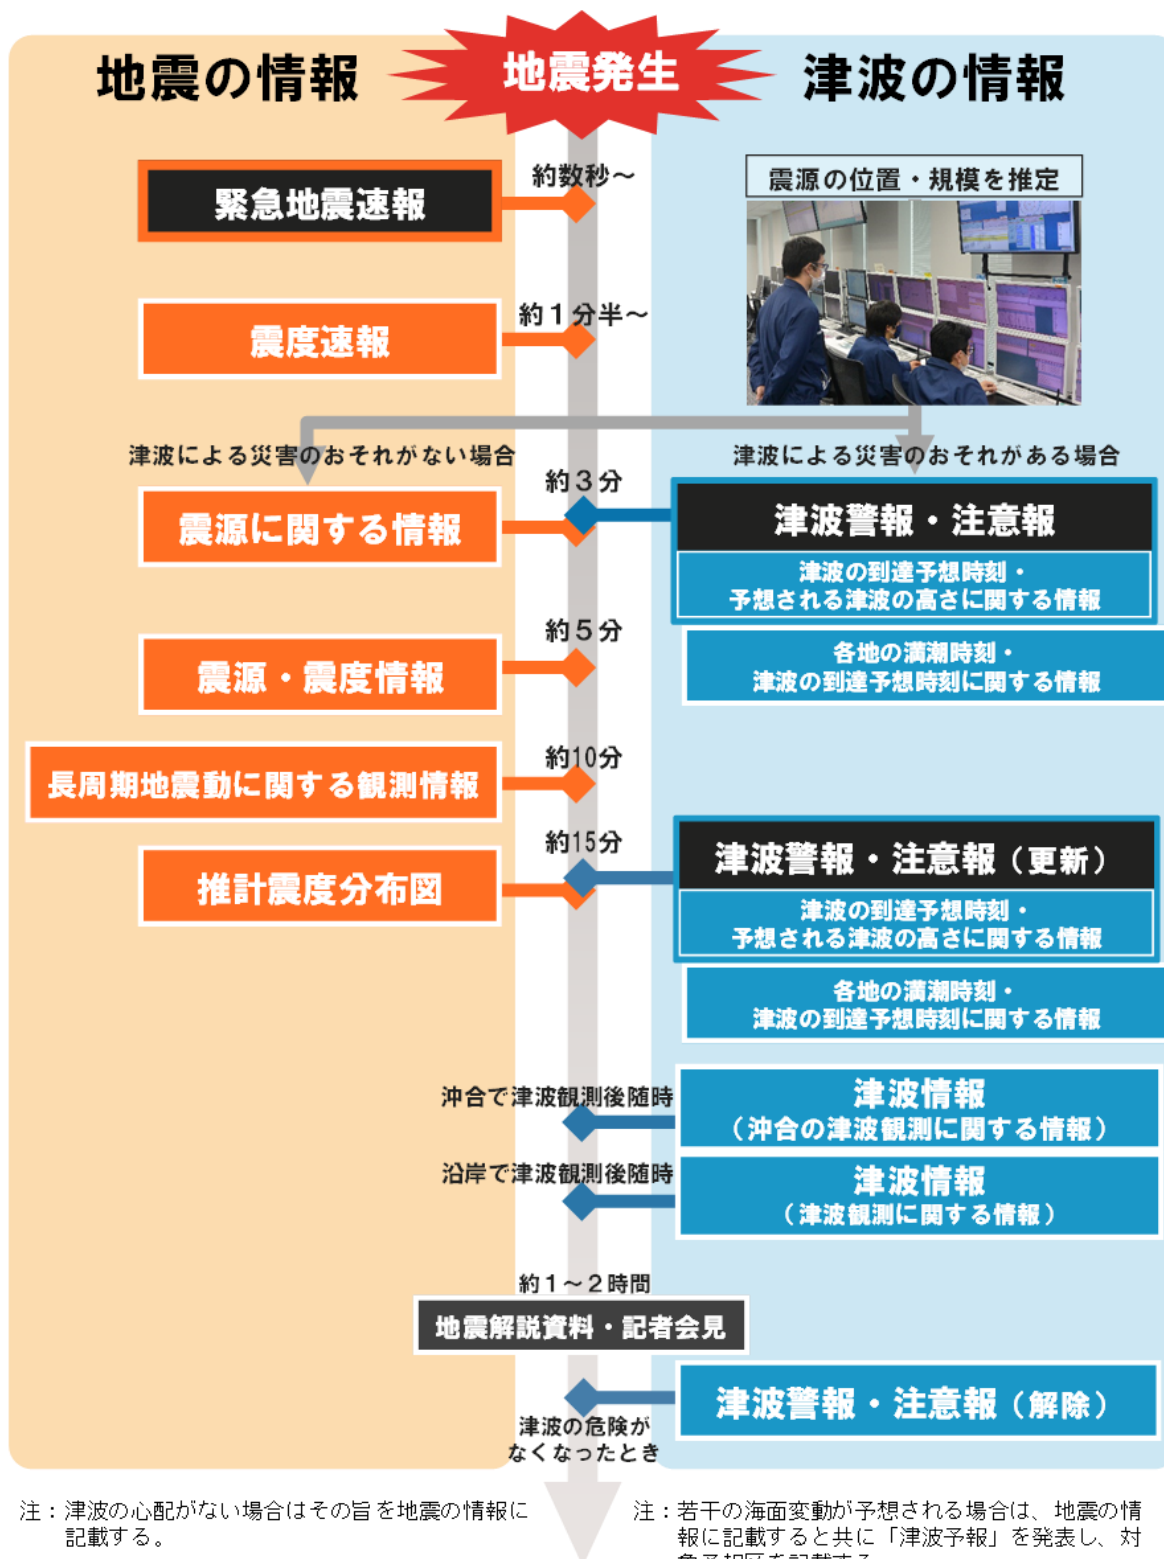 地震の情報
地震発生
津波の情報
約数秒～
緊急地震速報
震源の位置・規模を推定
約１分半～
震度速報
津波による災害のおそれがない場合
津波による災害のおそれがある場合
約３分
震源に関する情報
津波警報・注意報
津波の到達予想時刻・
予想される津波の高さに関する情報
約５分
震源・震度情報
各地の満潮時刻・
津波の到達予想時刻に関する情報
約10分
長周期地震動に関する観測情報
約15分
推計震度分布図
津波警報・注意報（更新）
津波の到達予想時刻・
予想される津波の高さに関する情報
各地の満潮時刻・
津波の到達予想時刻に関する情報
沖合で津波観測後随時
津波情報
（沖合の津波観測に関する情報）
沿岸で津波観測後随時
津波情報
（津波観測に関する情報）
約１～２時間
地震解説資料・記者会見
津波警報・注意報（解除）
津波の危険が
なくなったとき
注：津波の心配がない場合はその旨を地震の情報に
記載する。
注：若干の海面変動が予想される場合は、地震の情
報に記載すると共に「津波予報」を発表し、対